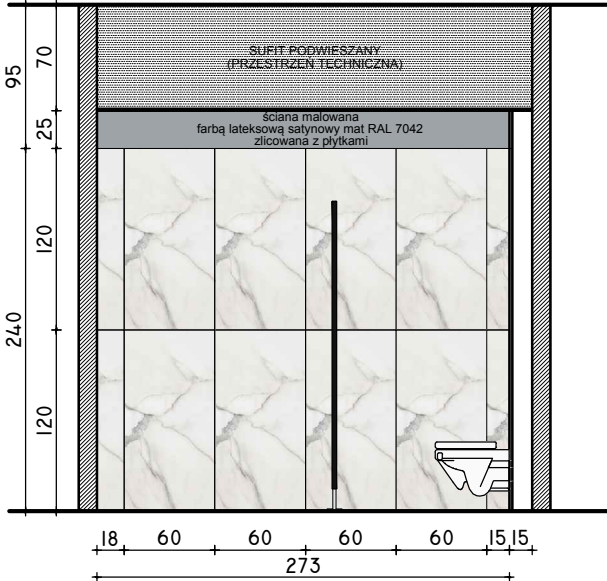 SUFIT PODWIESZANY
(PRZESTRZEŃ TECHNICZNA)
ściana malowana
farbą lateksową satynowy mat RAL 7042
zlicowana z płytkami
95
70
25
240
120
120
18 60 60 60 60 15 15
273